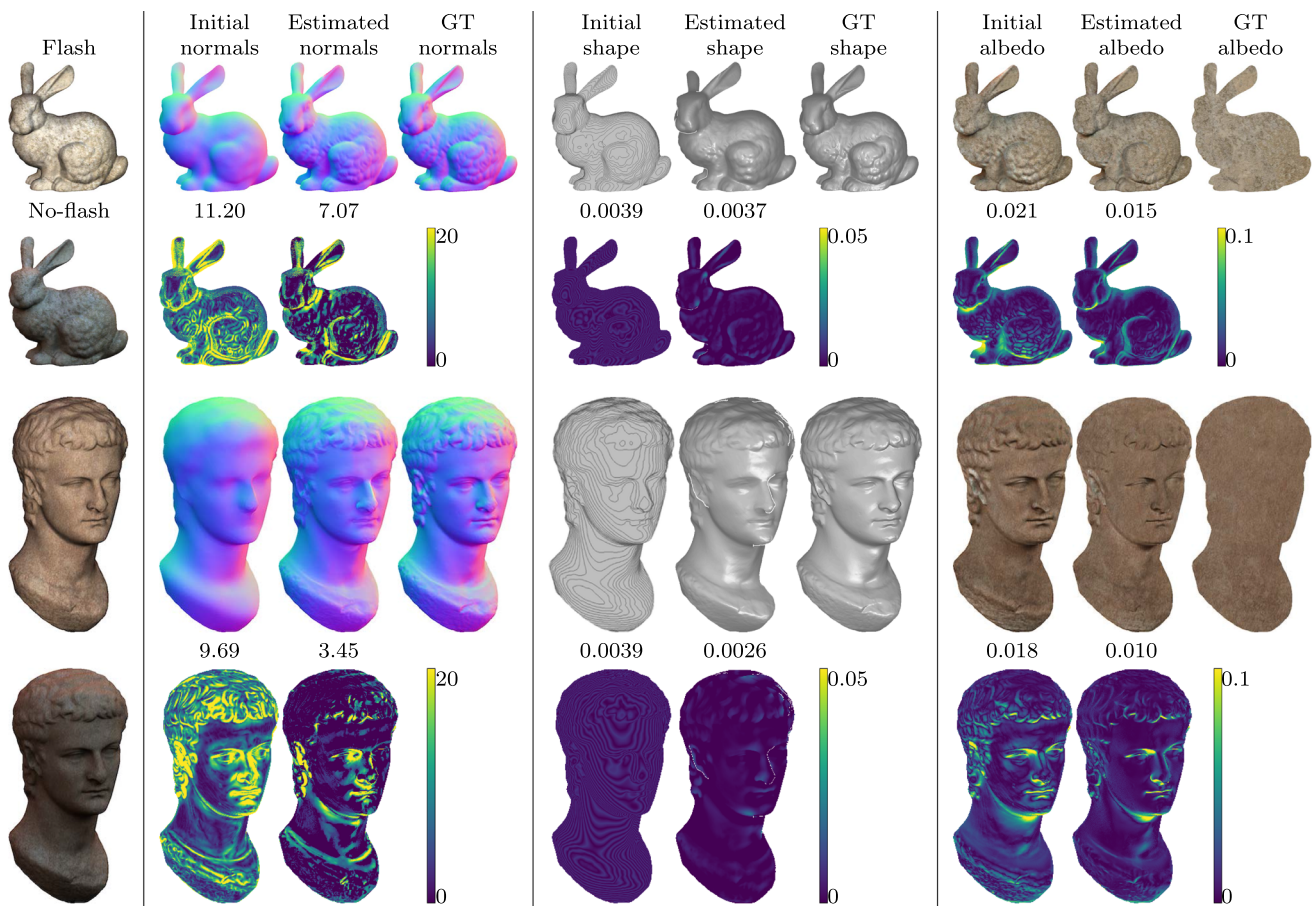 Flash
Initial
normals
Estimated
normals
GT
normals
Initial
shape
Estimated
shape
GT
shape
Initial
albedo
Estimated
albedo
GT
albedo
No-flash
11.20
7.07
20
0
0.0039
0.0037
0.05
0
0.021
0.015
0.1
0
9.69
3.45
20
0
0.0039
0.0026
0.05
0
0.018
0.010
0.1
0